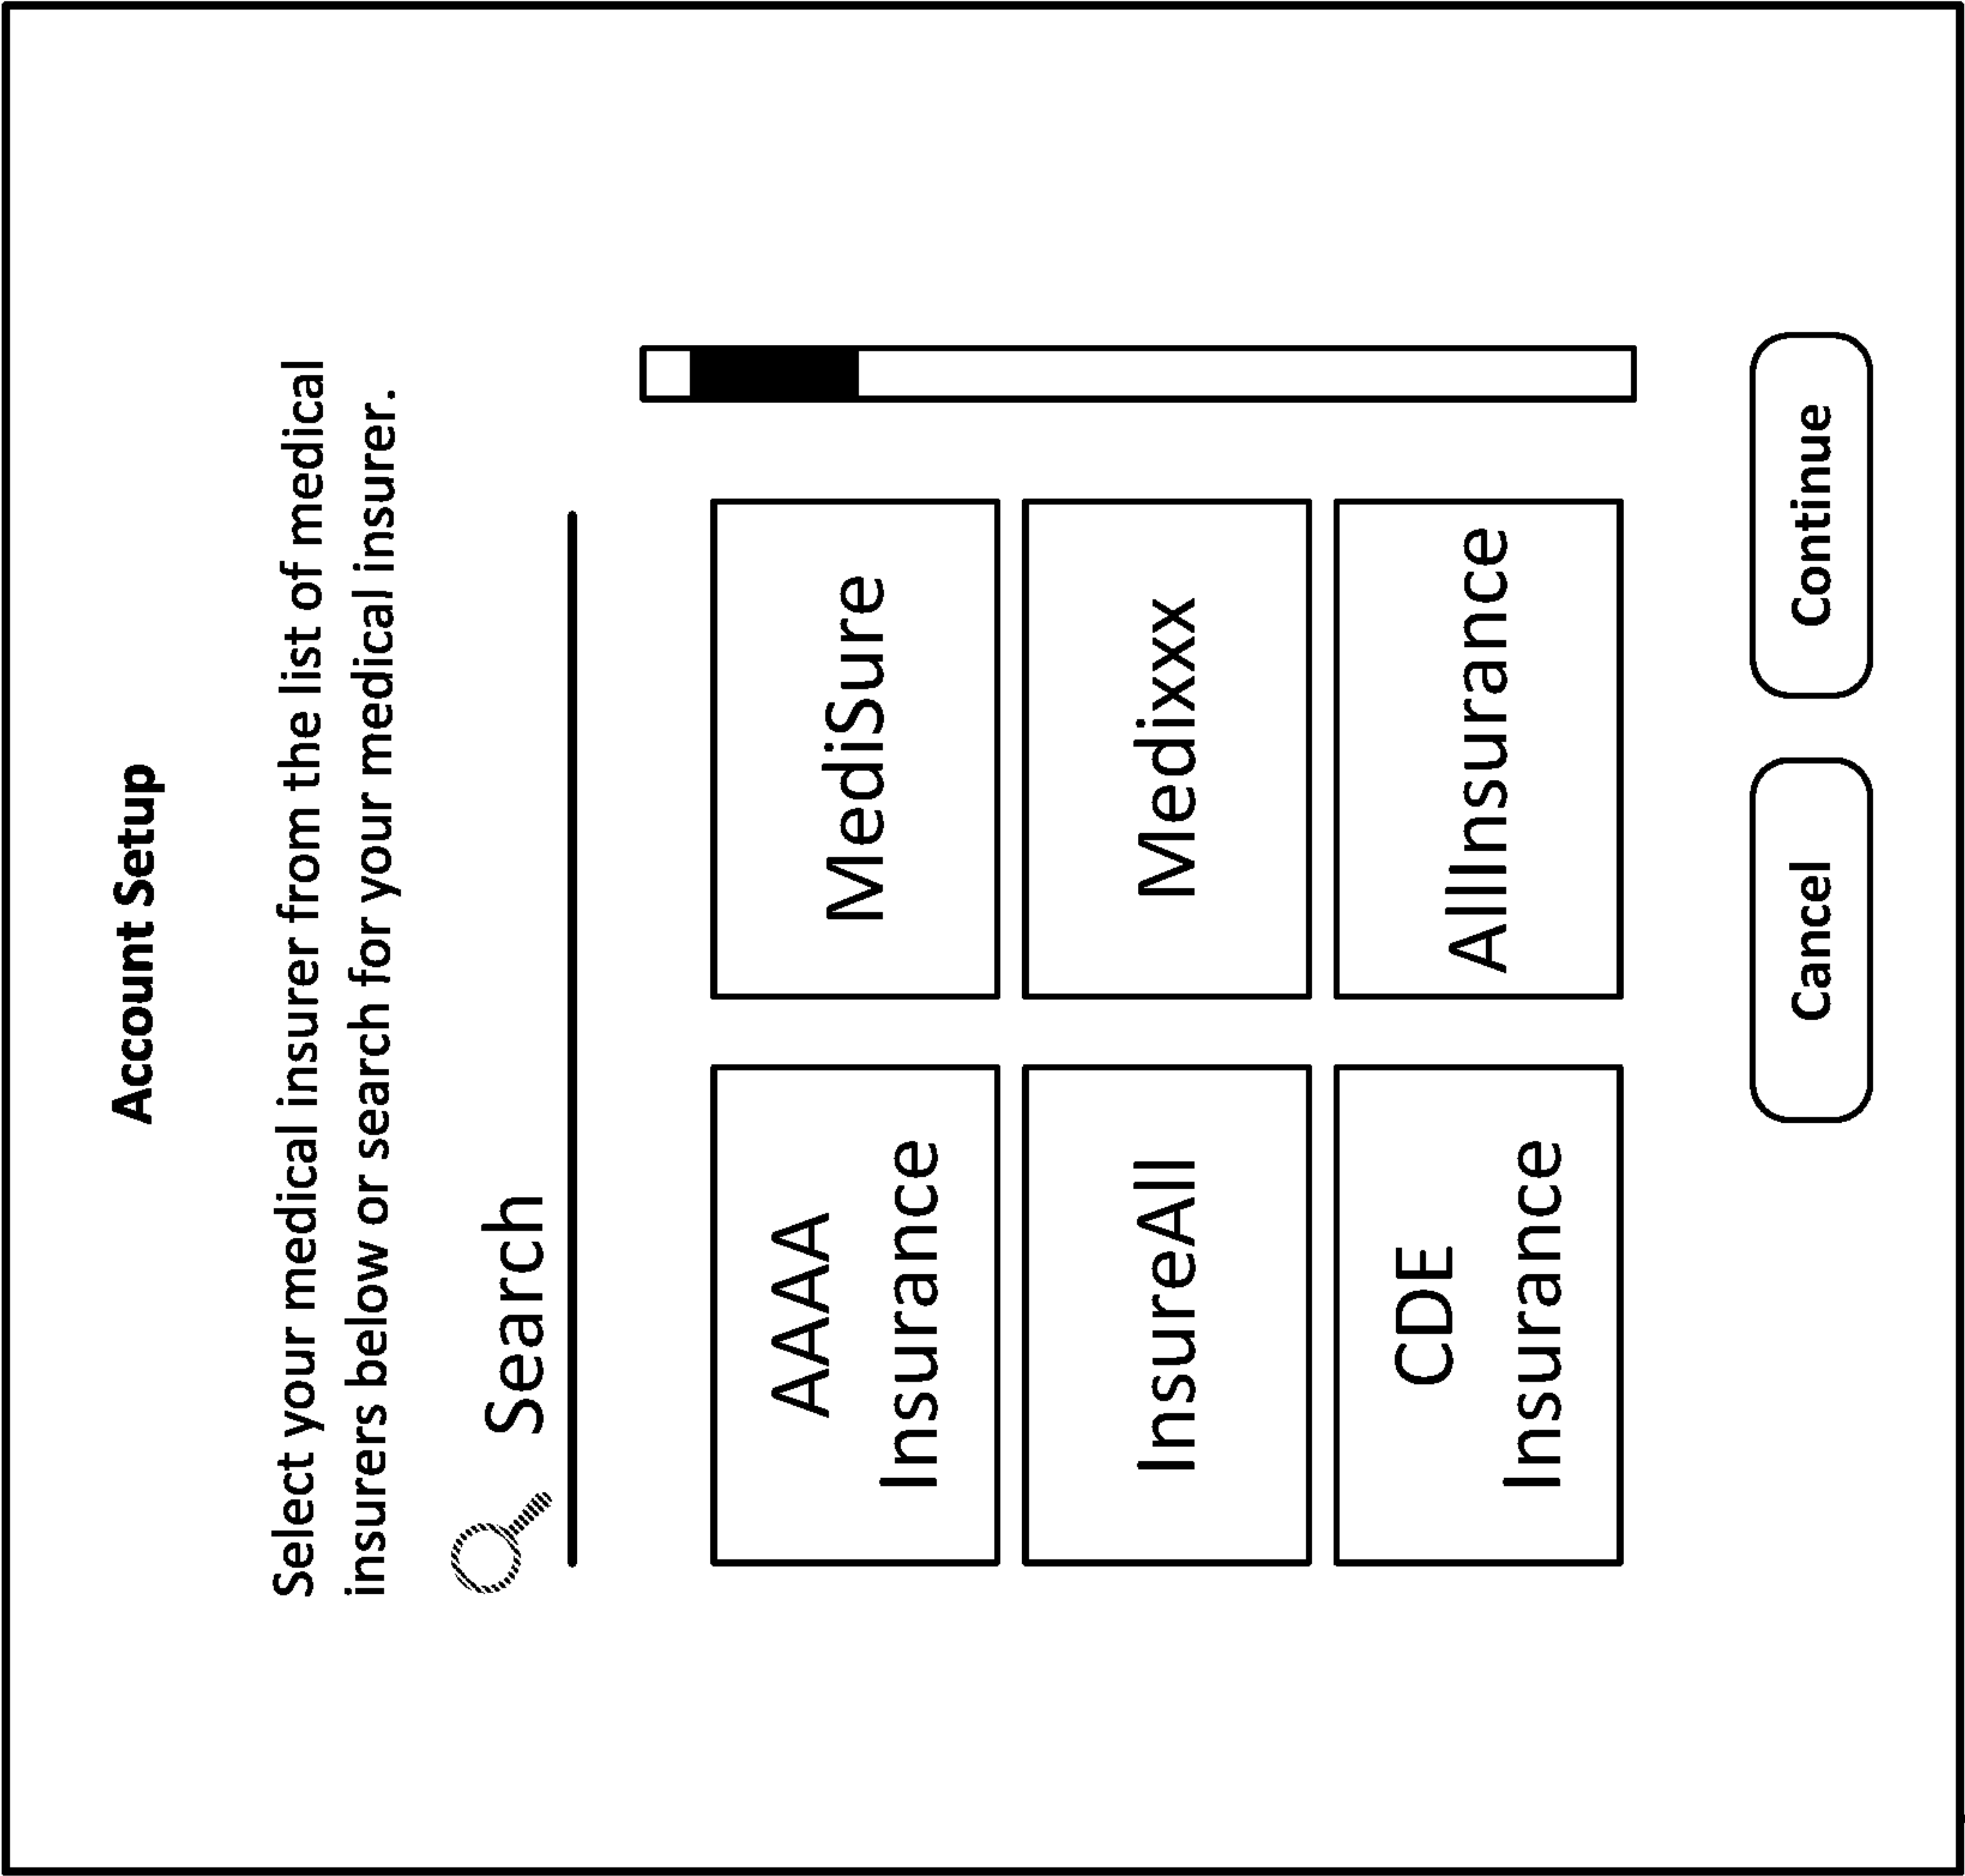 Account Setup
Select your medical insurer from the list of medical
insurers below or search for your medical insurer.
Search
AAAA
Insurance
MediSure
InsureAll
Medixxx
CDE
Insurance
AllInsurance
Cancel
Continue